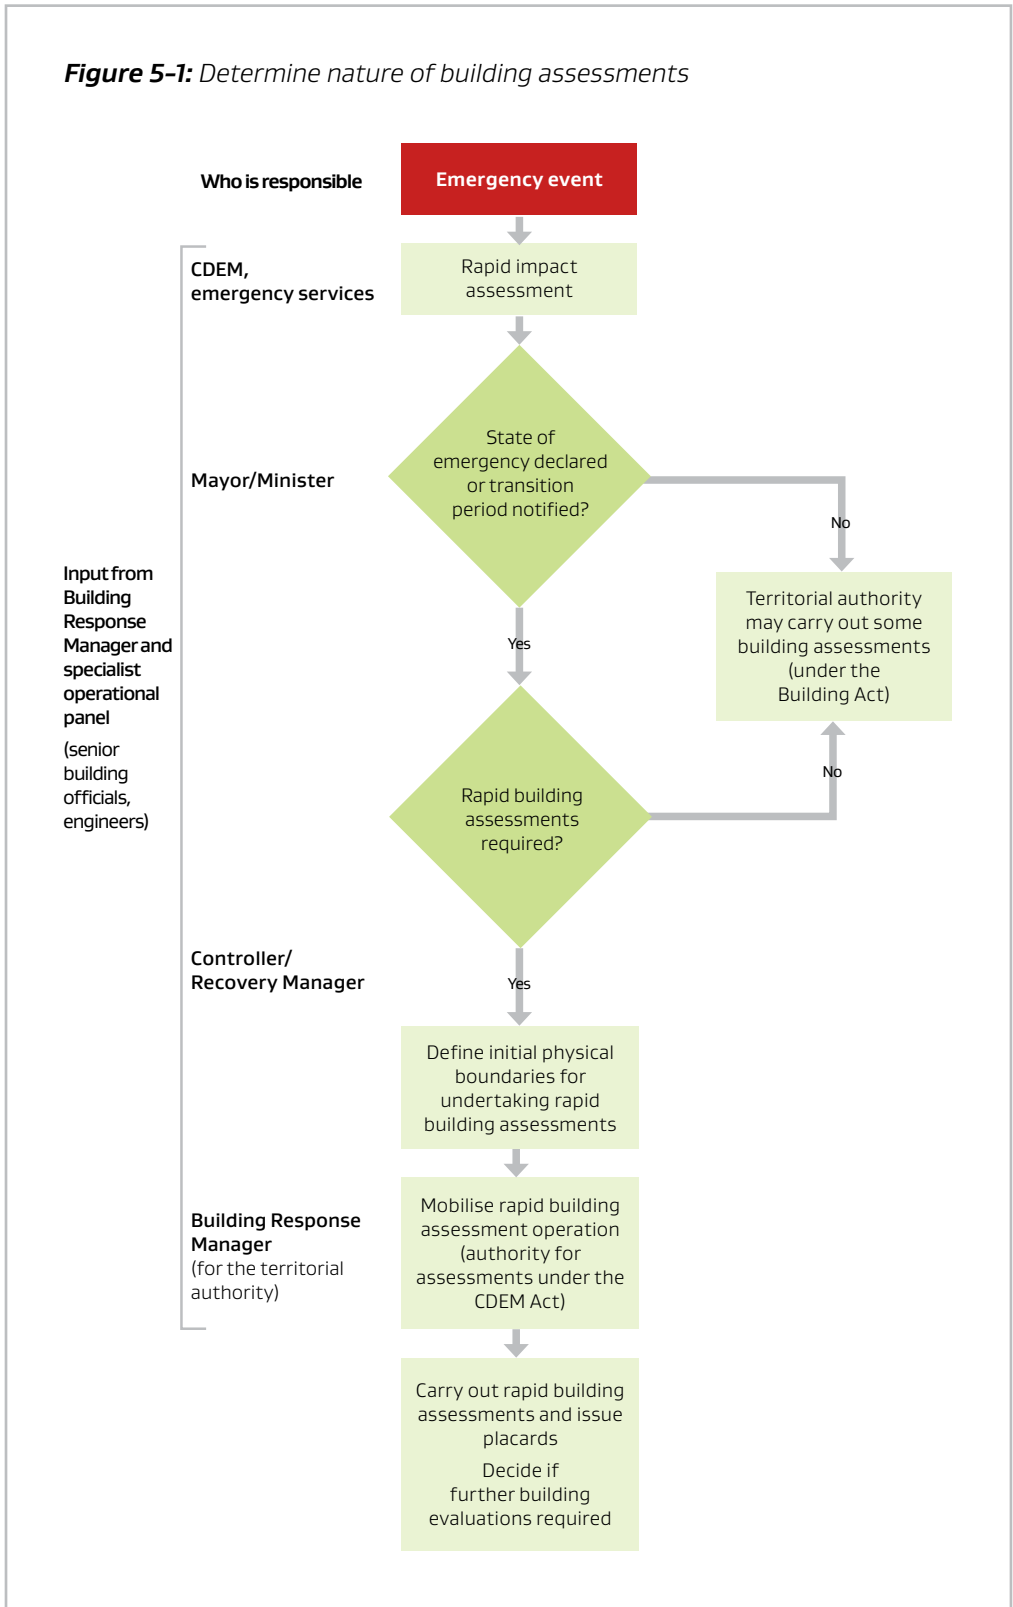 Figure 5-1: Determine nature of building assessments
Who is responsible
Emergency event
CDEM,
emergency services
Rapid impact
assessment
Mayor/Minister
State of
emergency declared
or transition
period notified?
No
Yes
Territorial authority
may carry out some
building assessments
(under the
Building Act)
Input from
Building
Response
Manager and
specialist
operational
panel
(senior
building
officials,
engineers)
Rapid building
assessments
required?
No
Controller/
Recovery Manager
Yes
Define initial physical
boundaries for
undertaking rapid
building assessments
Building Response
Manager
(for the territorial
authority)
Mobilise rapid building
assessment operation
(authority for
assessments under the
CDEM Act)
Carry out rapid building
assessments and issue
placards
Decide if
further building
evaluations required